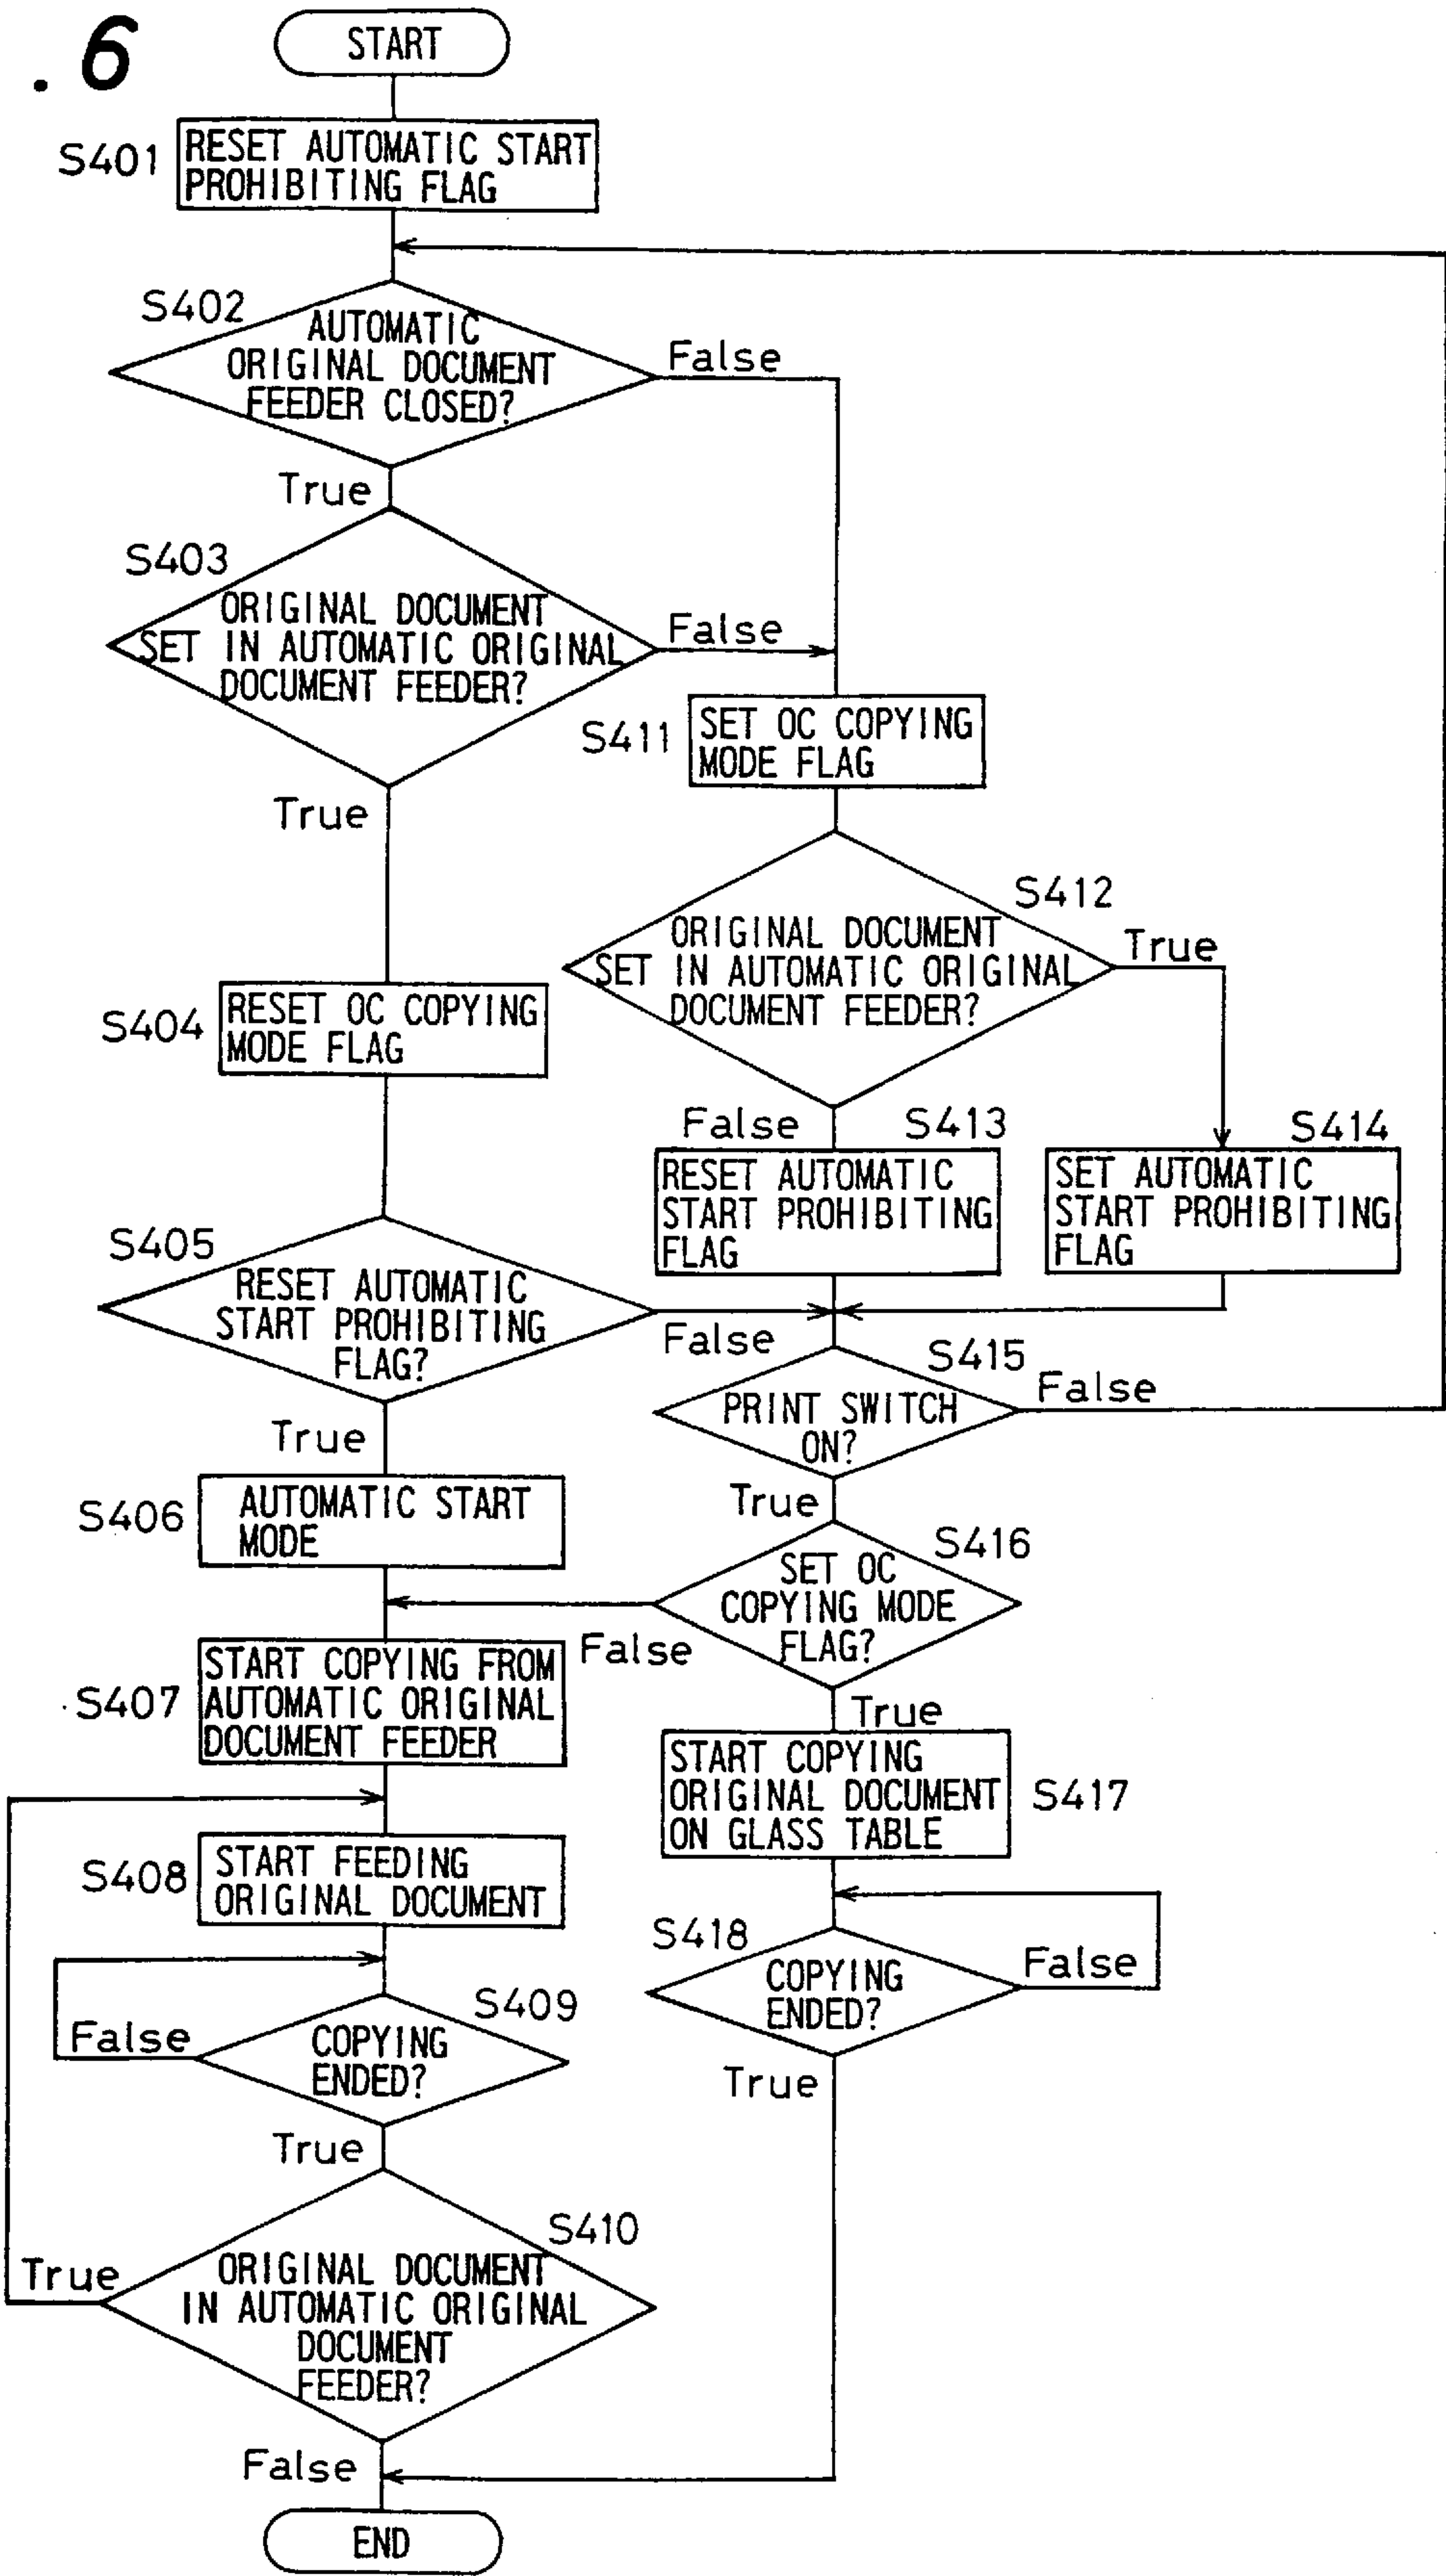 . 6
START
S401
RESET AUTOMATIC START
PROHIBITING FLAG
S402
AUTOMATIC
ORIGINAL DOCUMENT
FEEDER CLOSED?
False
True
S403
ORIGINAL DOCUMENT
SET IN AUTOMATIC ORIGINAL
DOCUMENT FEEDER?
False
True
S411
SET OC COPYING
MODE FLAG
S412
ORIGINAL DOCUMENT
SET IN AUTOMATIC ORIGINAL
DOCUMENT FEEDER?
True
S404
RESET OC COPYING
MODE FLAG
False
S413
RESET AUTOMATIC
START PROHIBITING
FLAG
S414
SET AUTOMATIC
START PROHIBITING
FLAG
S405
RESET AUTOMATIC
START PROHIBITING
FLAG?
False
True
S415
PRINT SWITCH
ON?
False
True
S406
AUTOMATIC START
MODE
S416
SET OC
COPYING MODE
FLAG?
False
True
S407
START COPYING FROM
AUTOMATIC ORIGINAL
DOCUMENT FEEDER
START COPYING
ORIGINAL DOCUMENT
ON GLASS TABLE
S417
S408
START FEEDING
ORIGINAL DOCUMENT
S418
COPYING
ENDED?
False
True
S409
COPYING
ENDED?
False
True
S410
ORIGINAL DOCUMENT
IN AUTOMATIC ORIGINAL
DOCUMENT
FEEDER?
True
False
END